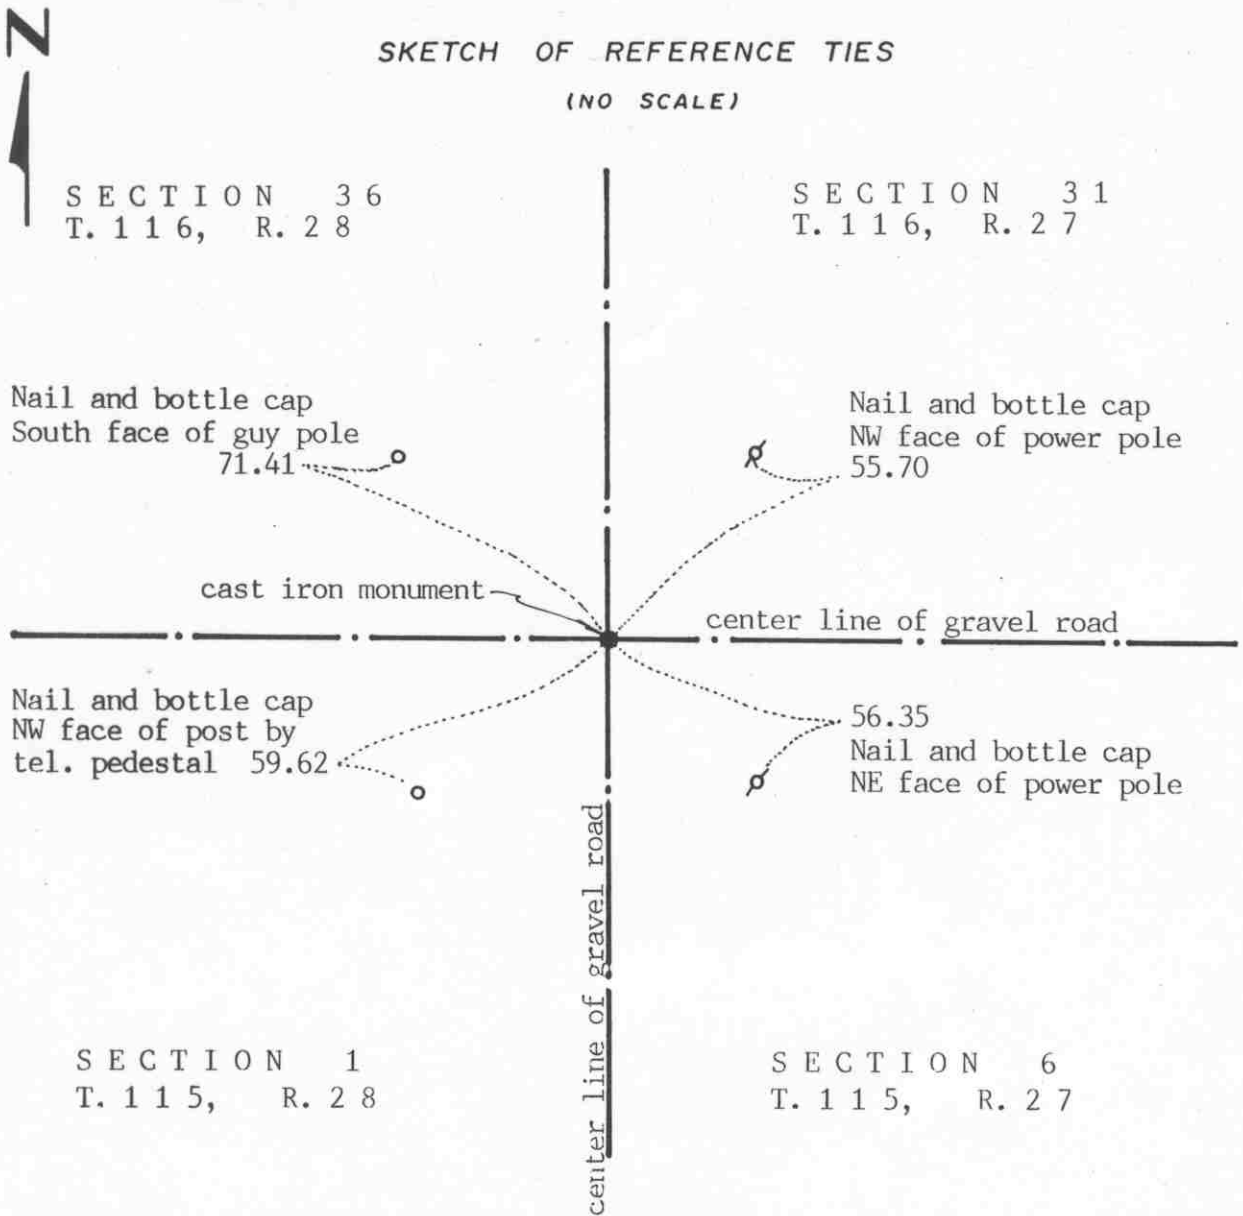 N
SKETCH OF REFERENCE TIES
(NO SCALE)
SECTION 36
T. 116, R. 28
SECTION 31
T. 116, R. 27
Nail and bottle cap
South face of guy pole
71.41
Nail and bottle cap
NW face of power pole
55.70
cast iron monument
center line of gravel road
Nail and bottle cap
NW face of post by
tel. pedestal 59.62
56.35
Nail and bottle cap
NE face of power pole
center line of gravel road
SECTION 1
T. 115, R. 28
SECTION 6
T. 115, R. 27